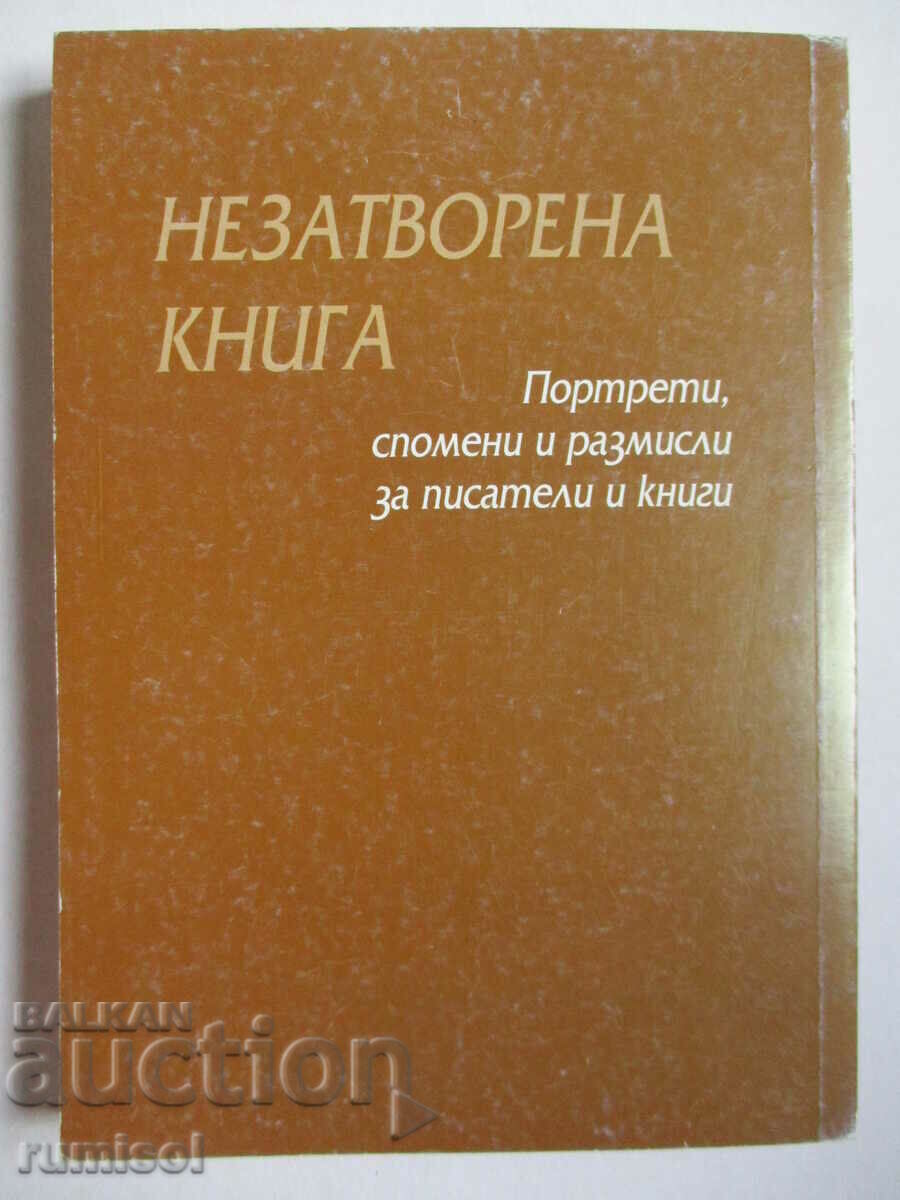 НЕЗАТВОРЕНА
КНИГА
Портрети,
спомени и размисли
за писатели и книги
BALKAN
auction
rumisol